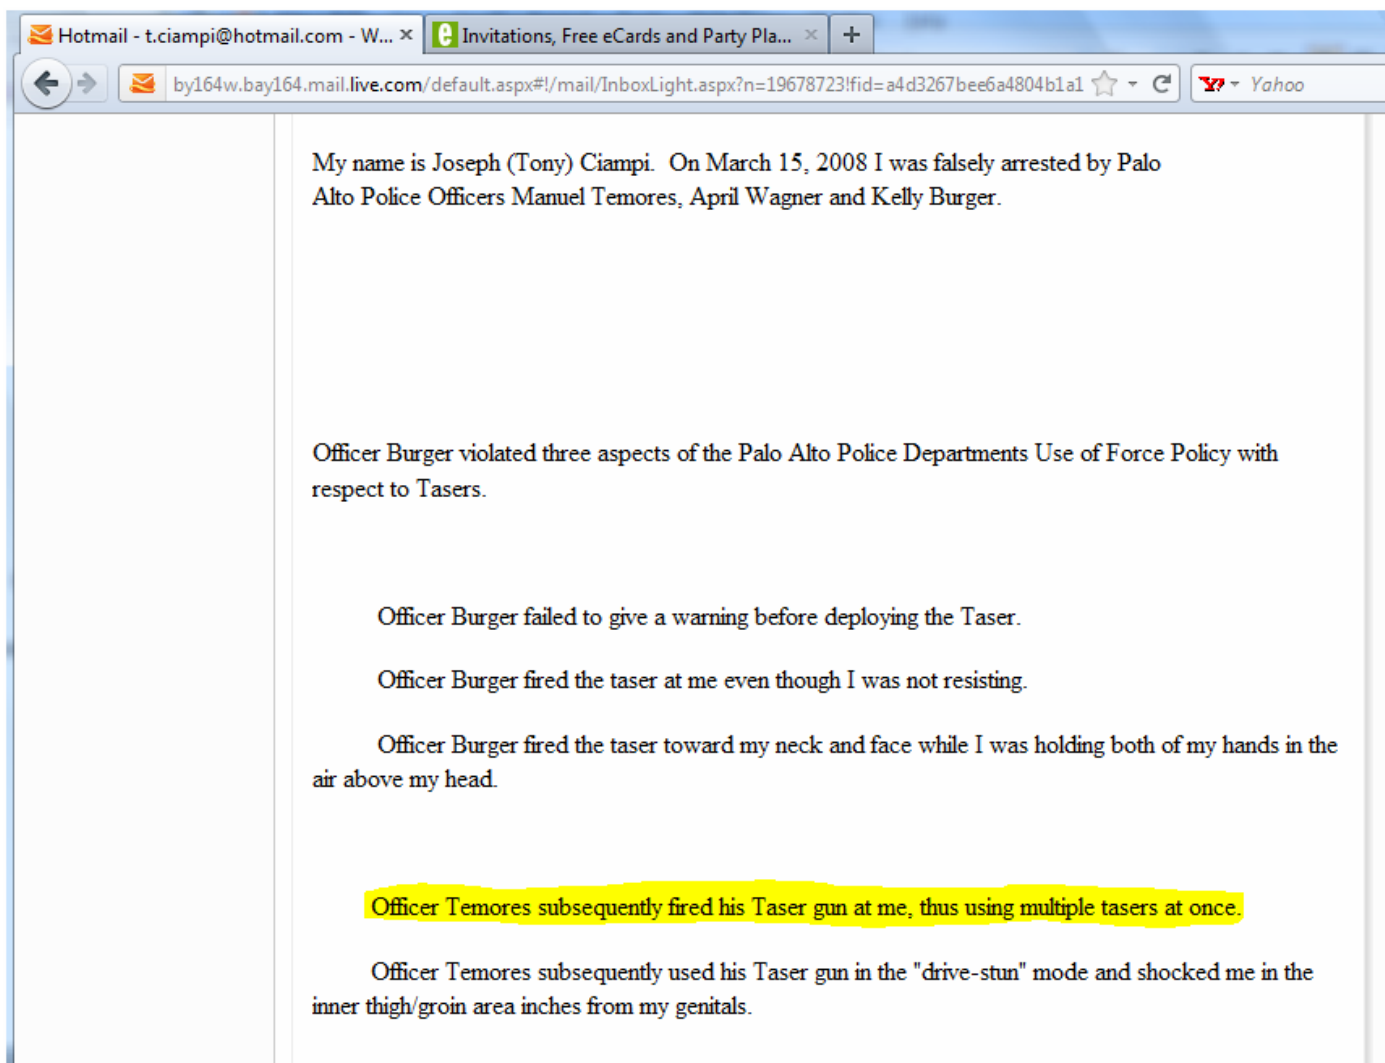 Hotmail - t.ciampi@hotmail.com - W... × Invitations, Free eCards and Party Pla... × +
by164w.bay164.mail.live.com/default.aspx#!/mail/InboxLight.aspx?n=19678723!fid=a4d3267bee6a4804b1a1 Yahoo
My name is Joseph (Tony) Ciampi. On March 15, 2008 I was falsely arrested by Palo
Alto Police Officers Manuel Temores, April Wagner and Kelly Burger.
Officer Burger violated three aspects of the Palo Alto Police Departments Use of Force Policy with
respect to Tasers.
Officer Burger failed to give a warning before deploying the Taser.
Officer Burger fired the taser at me even though I was not resisting.
Officer Burger fired the taser toward my neck and face while I was holding both of my hands in the
air above my head.
Officer Temores subsequently fired his Taser gun at me, thus using multiple tasers at once.
Officer Temores subsequently used his Taser gun in the "drive-stun" mode and shocked me in the
inner thigh/groin area inches from my genitals.